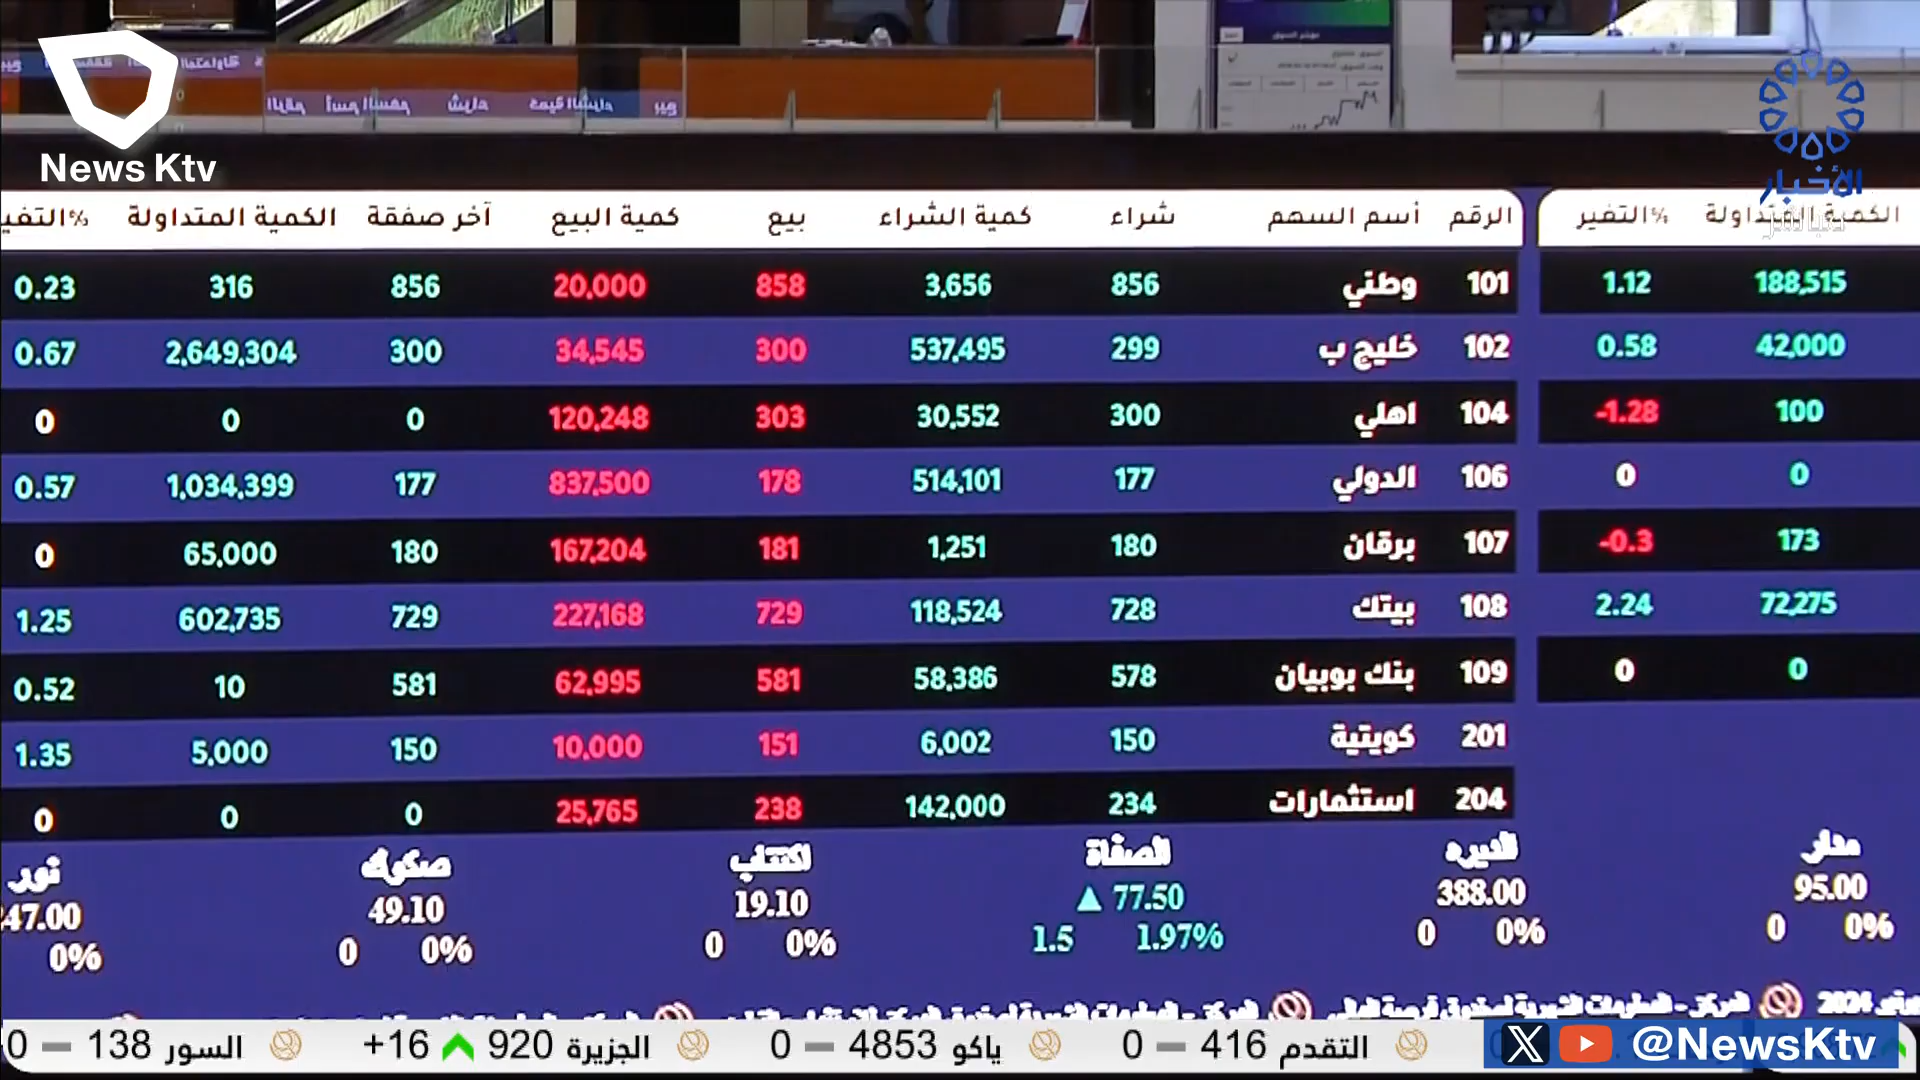 News Ktv
الأخبار
مباشر
الكمية المتداولة %التغير
188,515 1.12
42,000 0.58
100 -1.28
0 0
173 -0.3
72,275 2.24
0 0
الرقم أسم السهم شراء كمية الشراء بيع كمية البيع آخر صفقة الكمية المتداولة
101 وطني 856 3,656 858 20,000 856 316 0.23
102 خليج ب 299 537,495 300 34,545 300 2,649,304 0.67
104 اهلي 300 30,552 303 120,248 0 0 0
106 الدولي 177 514,101 178 837,500 177 1,034,399 0.57
107 برقان 180 1,251 181 167,204 180 65,000 0
108 بيتك 728 118,524 729 227,168 729 602,735 1.25
109 بنك بوبيان 578 58,386 581 62,995 581 10 0.52
201 كويتية 150 6,002 151 10,000 150 5,000 1.35
204 استثمارات 234 142,000 238 25,765 0 0 0
مدار الديره الصفاة اكتتاب صكوك نور
95.00 388.00 ▲ 77.50 19.10 49.10 47.00
0% 0 0% 0 1.97% 1.5 0% 0 0% 0 0%
2024
التقدم 416 0 ياكو 4853 0 الجزيرة 920 +16 السور 138 0
@NewsKtv